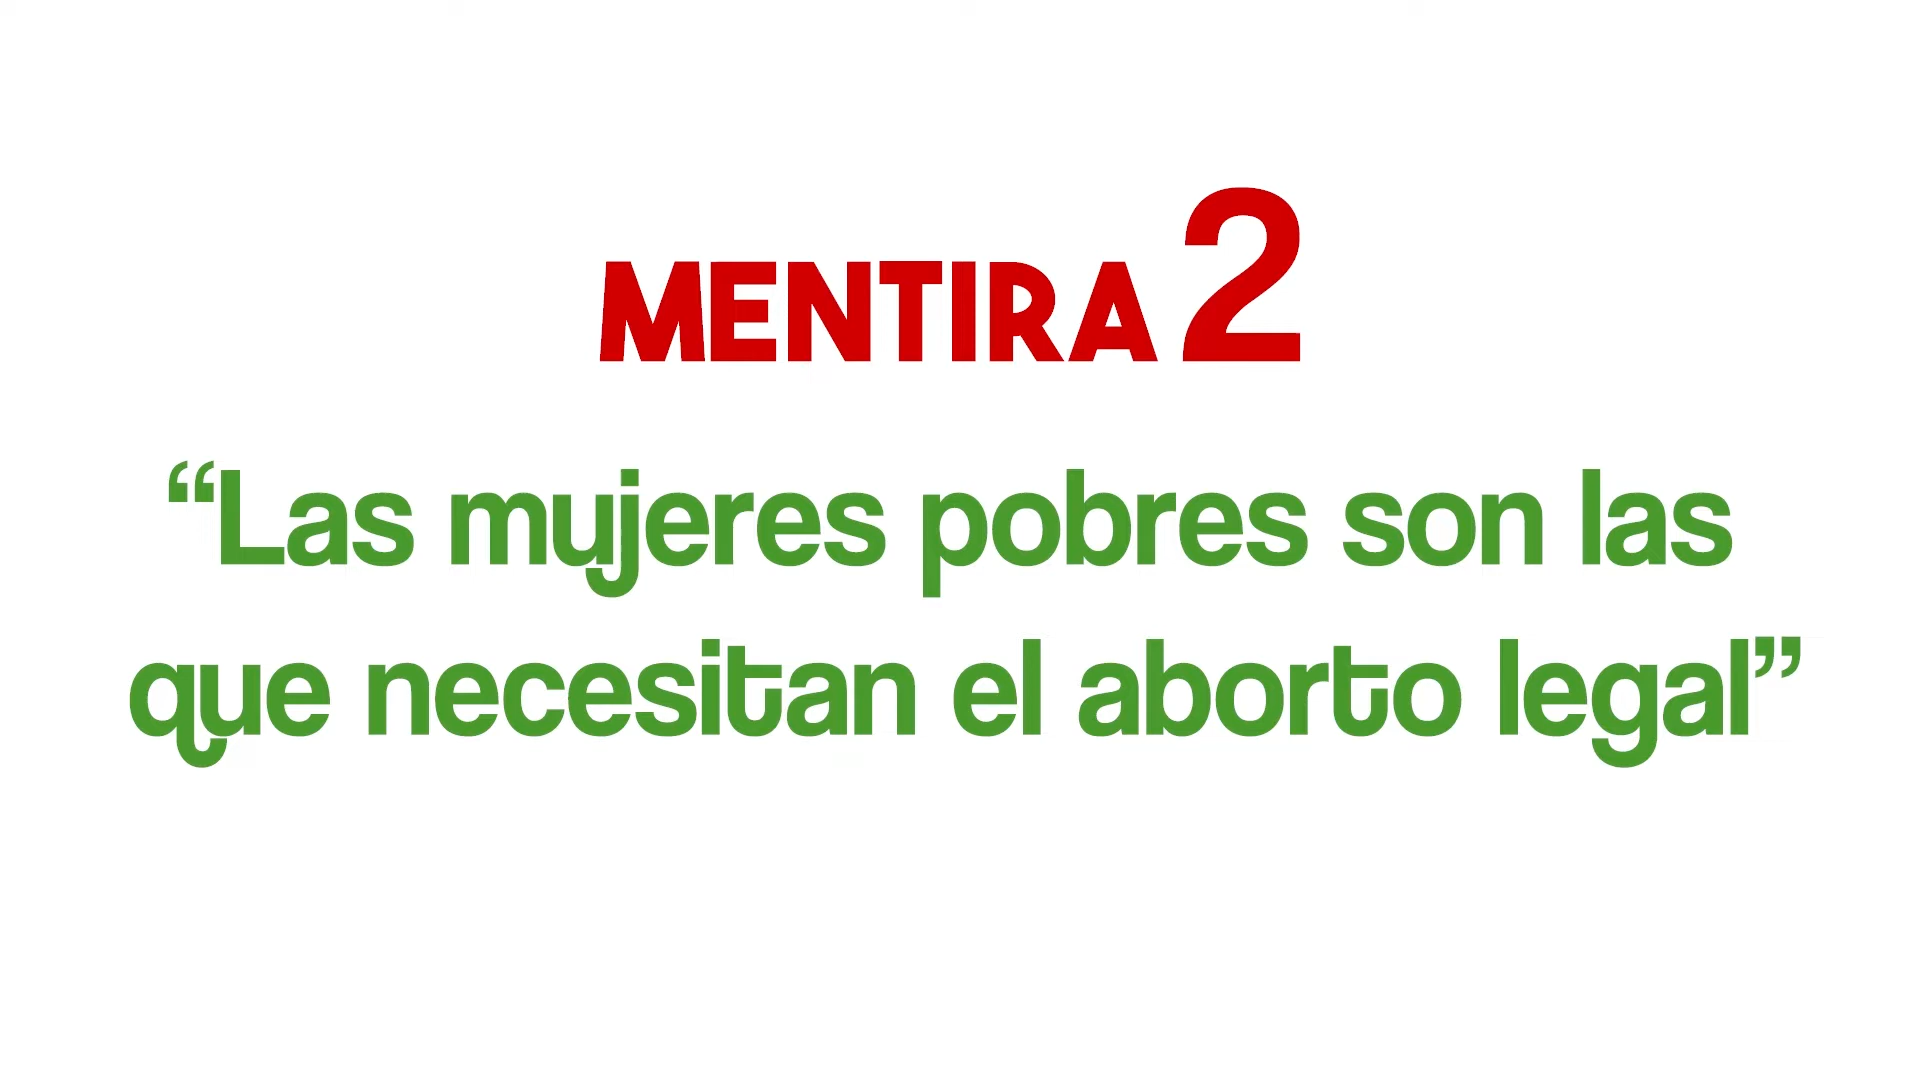 MENTIRA 2
“Las mujeres pobres son las
que necesitan el aborto legal”